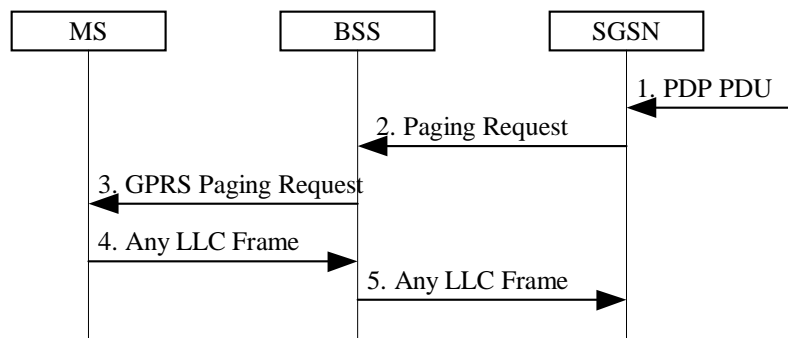 MS
BSS
SGSN
1. PDP PDU
2. Paging Request
3. GPRS Paging Request
4. Any LLC Frame
5. Any LLC Frame